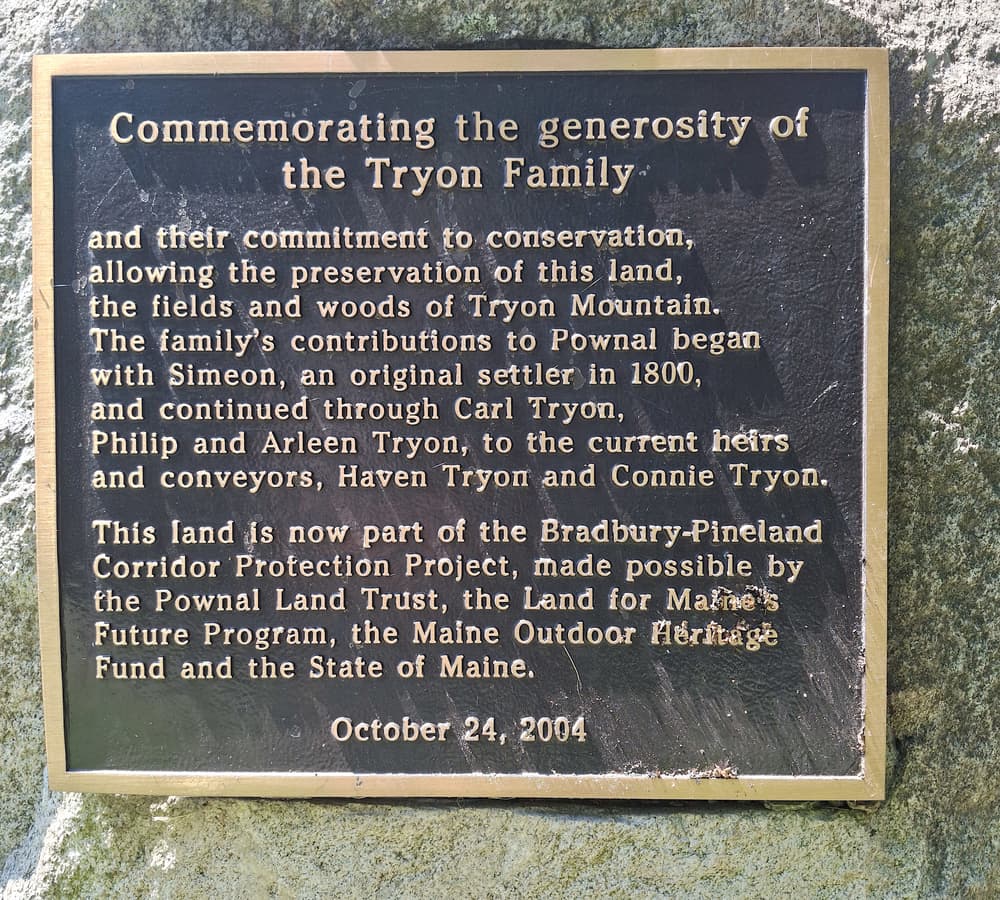 Commemorating the generosity of
the Tryon Family
and their commitment to conservation,
allowing the preservation of this land,
the fields and woods of Tryon Mountain.
The family's contributions to Pownal began
with Simeon, an original settler in 1800,
and continued through Carl Tryon,
Philip and Arleen Tryon, to the current heirs
and conveyors, Haven Tryon and Connie Tryon.
This land is now part of the Bradbury-Pineland
Corridor Protection Project, made possible by
the Pownal Land Trust, the Land for Maine's
Future Program, the Maine Outdoor Heritage
Fund and the State of Maine.
October 24, 2004